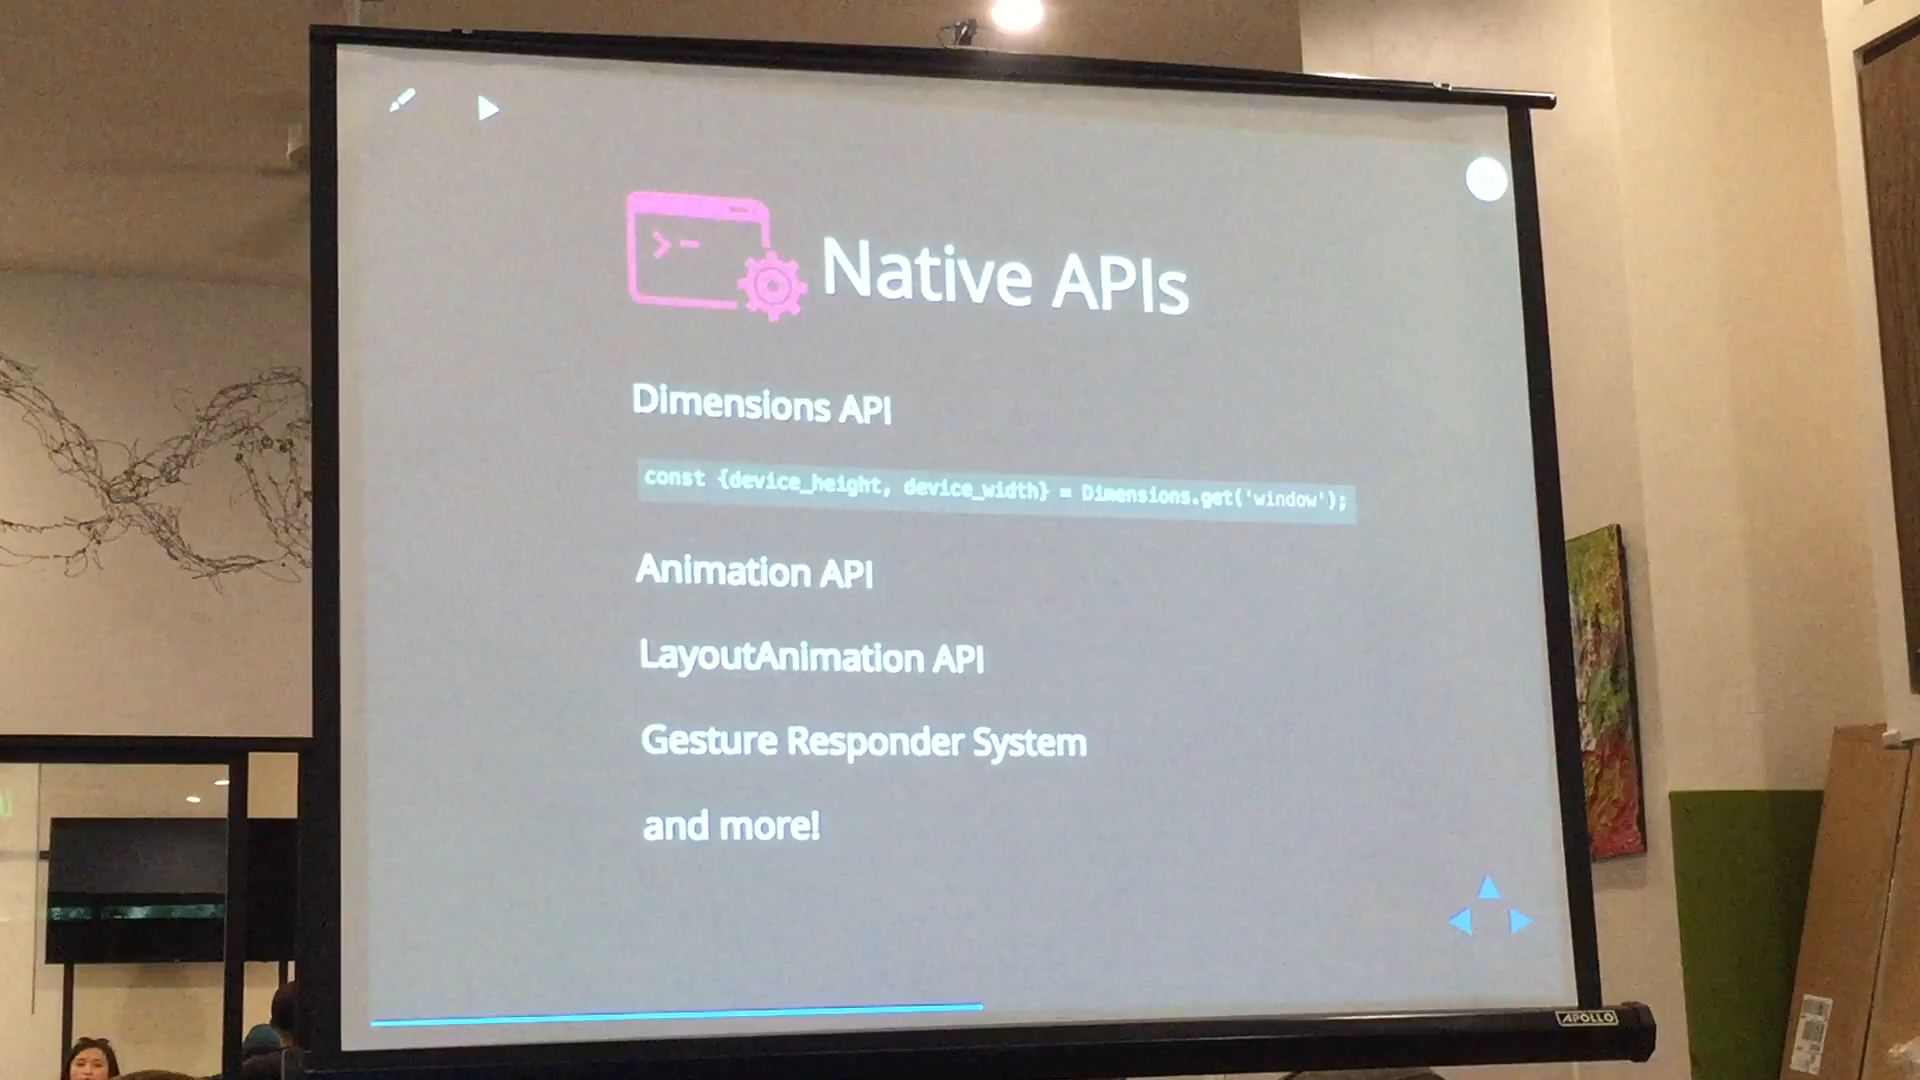 >-
Native APIs
Dimensions API
const {device_height, device_width} = Dimensions.get('window');
Animation API
LayoutAnimation API
Gesture Responder System
and more!
APOLLO